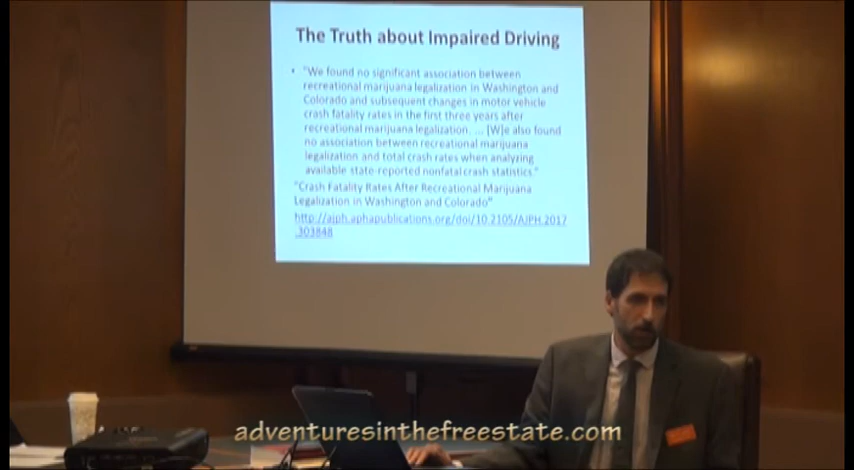 The Truth about Impaired Driving
• "We found no significant association between
recreational marijuana legalization in Washington and
Colorado and subsequent changes in motor vehicle
crash fatality rates in the first three years after
recreational marijuana legalization. ... [W]e also found
no association between recreational marijuana
legalization and total crash rates when analyzing
available state-reported nonfatal crash statistics."
"Crash Fatality Rates After Recreational Marijuana
Legalization in Washington and Colorado"
http://ajph.aphapublications.org/doi/10.2105/AJPH.2017
.303848
adventuresinthefreestate.com